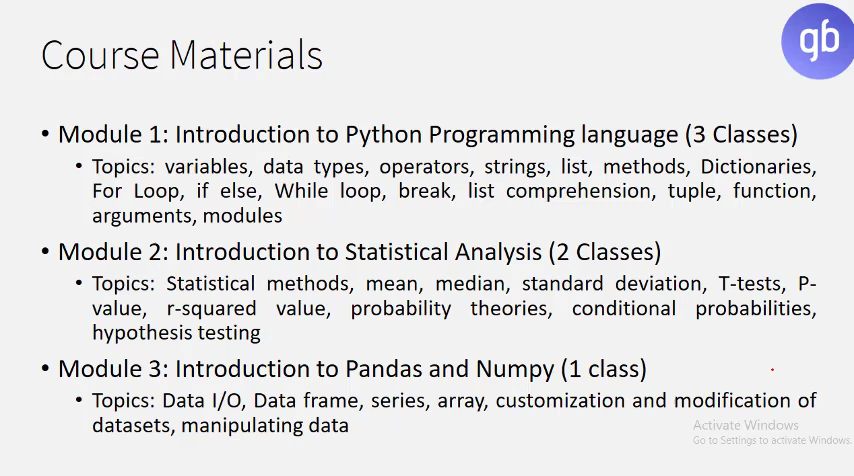 Course Materials
gb
• Module 1: Introduction to Python Programming language (3 Classes)
• Topics: variables, data types, operators, strings, list, methods, Dictionaries,
For Loop, if else, While loop, break, list comprehension, tuple, function,
arguments, modules
• Module 2: Introduction to Statistical Analysis (2 Classes)
• Topics: Statistical methods, mean, median, standard deviation, T-tests, P-
value, r-squared value, probability theories, conditional probabilities,
hypothesis testing
• Module 3: Introduction to Pandas and Numpy (1 class)
• Topics: Data I/O, Data frame, series, array, customization and modification of
datasets, manipulating data
Activate Windows
Go to Settings to activate Windows.